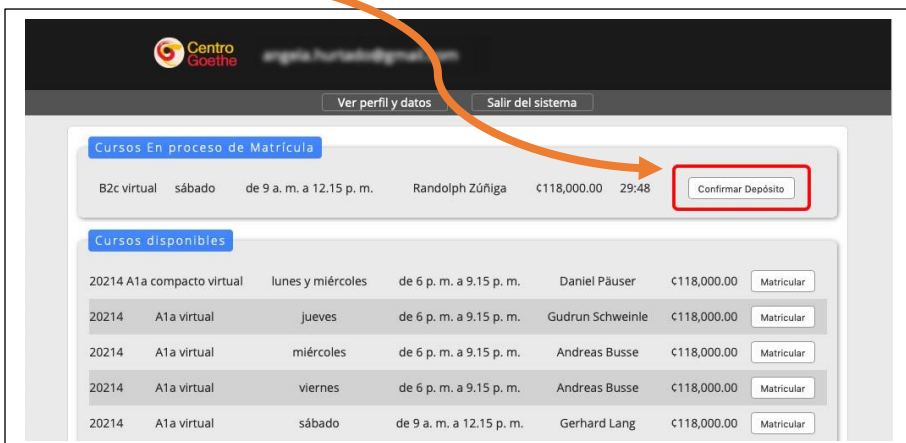 Centro
Goethe
Ver perfil y datos Salir del sistema
Cursos En proceso de Matrícula
B2c virtual sábado de 9 a. m. a 12.15 p. m. Randolph Zúñiga ¢118,000.00 29:48 Confirmar Depósito
Cursos disponibles
20214 A1a compacto virtual lunes y miércoles de 6 p. m. a 9.15 p. m. Daniel Päuser ¢118,000.00 Matricular
20214 A1a virtual jueves de 6 p. m. a 9.15 p. m. Gudrun Schweinle ¢118,000.00 Matricular
20214 A1a virtual miércoles de 6 p. m. a 9.15 p. m. Andreas Busse ¢118,000.00 Matricular
20214 A1a virtual viernes de 6 p. m. a 9.15 p. m. Andreas Busse ¢118,000.00 Matricular
20214 A1a virtual sábado de 9 a. m. a 12.15 p. m. Gerhard Lang ¢118,000.00 Matricular